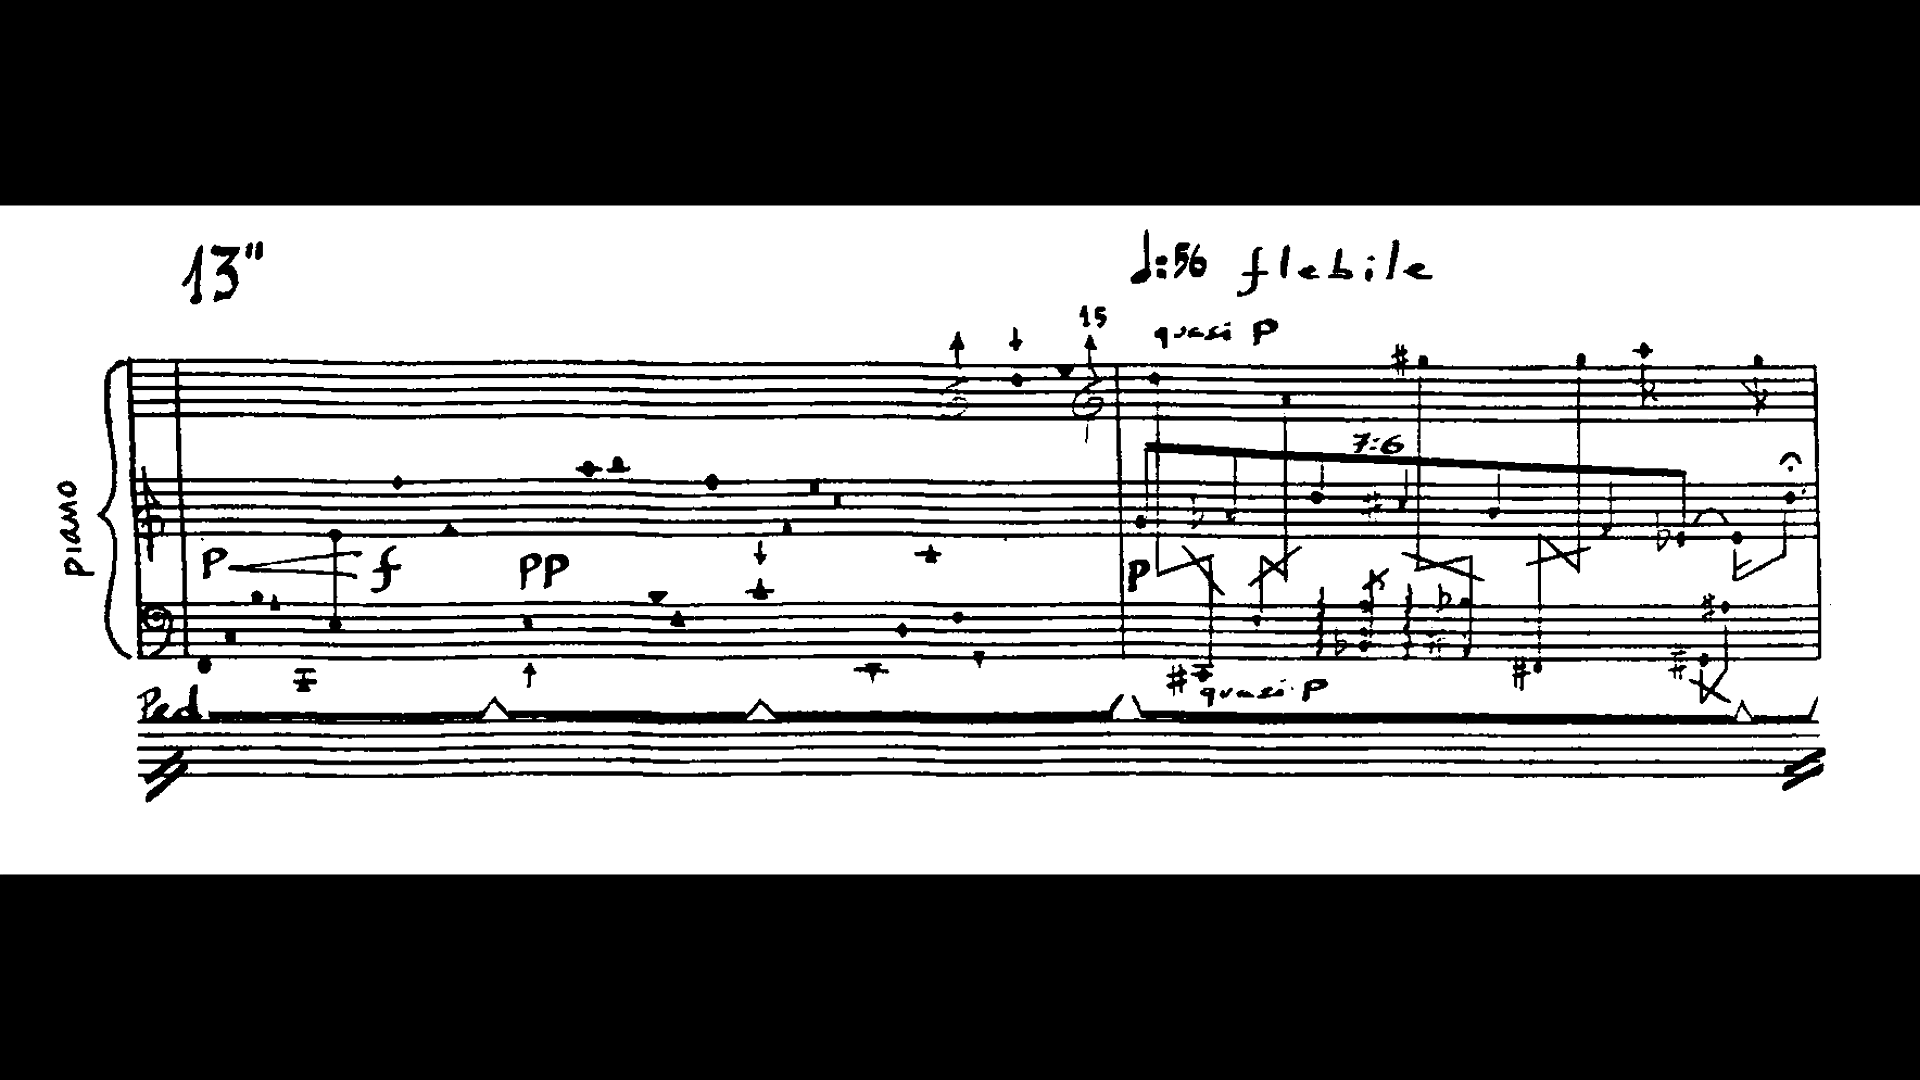 13"
♩:56 flebile
15
quasi P
7:6
piano
P f PP P
quasi P
Ped